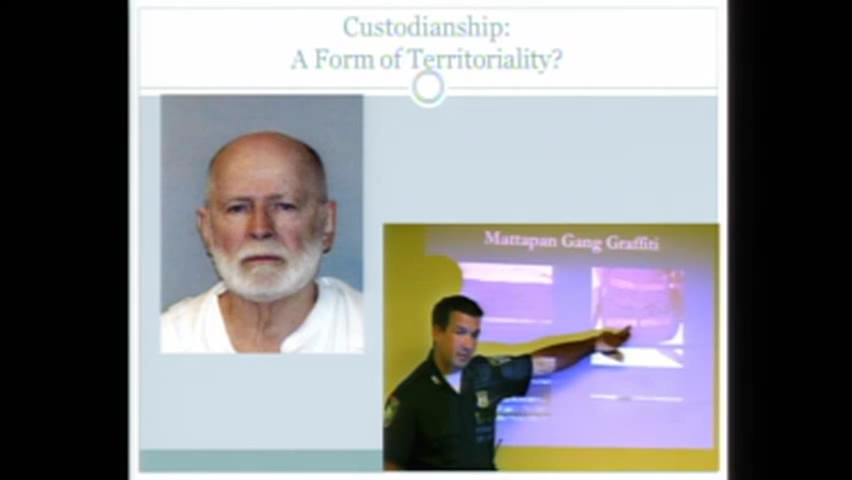 Custodianship:
A Form of Territoriality?
Mattapan Gang Graffiti